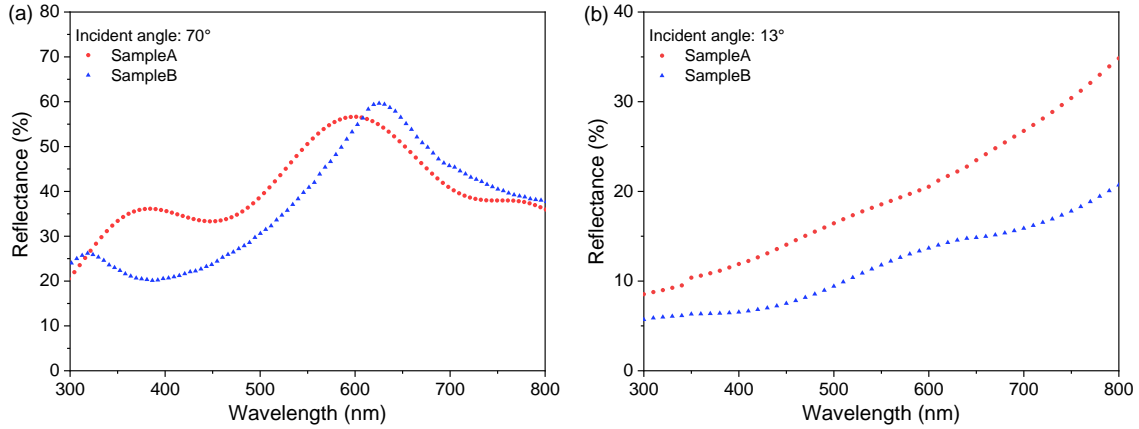 (a)
Incident angle: 70°
SampleA
SampleB
Reflectance (%)
80
70
60
50
40
30
20
10
0
300
400
500
600
700
800
Wavelength (nm)
(b)
Incident angle: 13°
SampleA
SampleB
Reflectance (%)
40
30
20
10
0
300
400
500
600
700
800
Wavelength (nm)